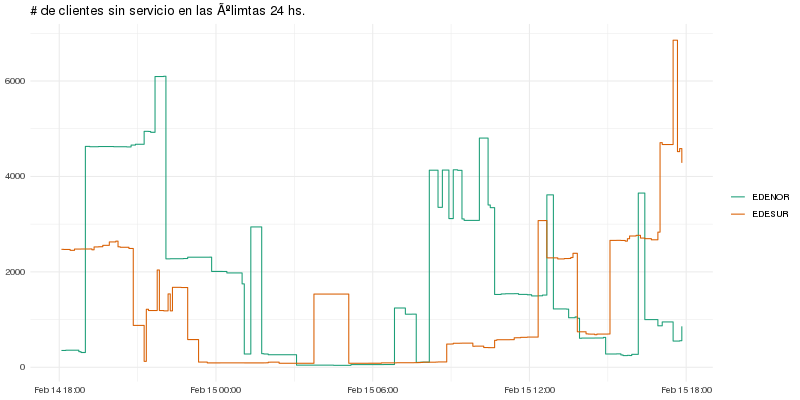 # de clientes sin servicio en las Ãºlimtas 24 hs.
6000
4000
2000
0
Feb 14 18:00
Feb 15 00:00
Feb 15 06:00
Feb 15 12:00
Feb 15 18:00
EDENOR
EDESUR